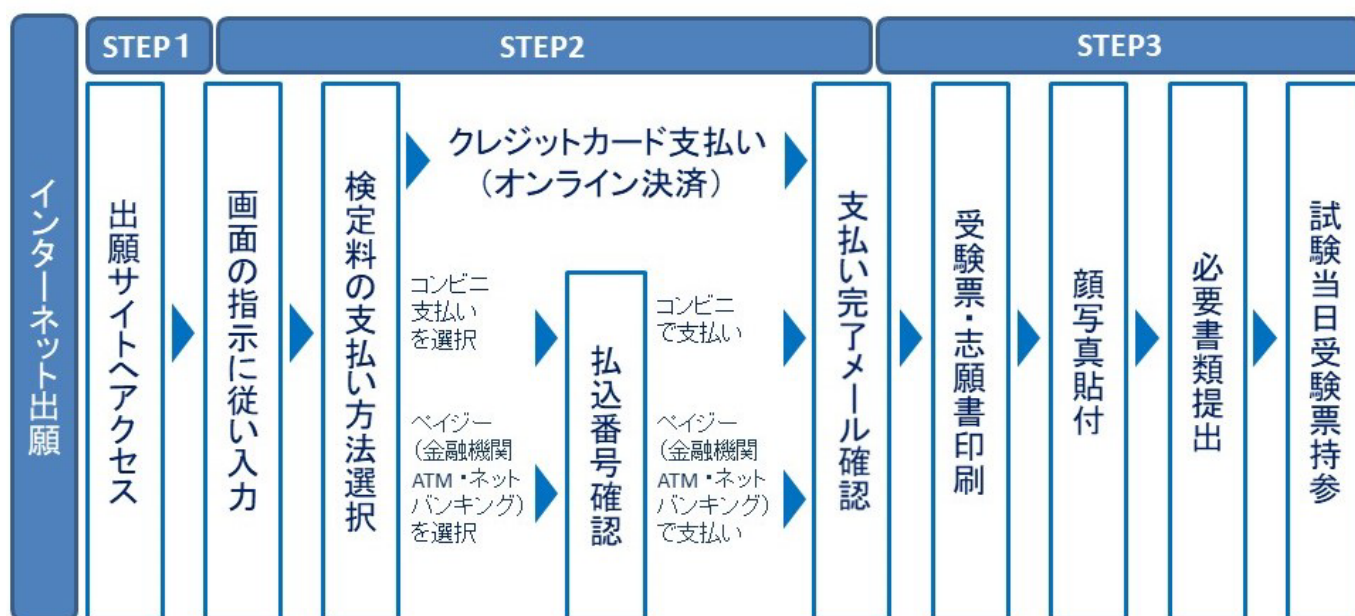 インターネット出願
STEP1
STEP2
STEP3
出願サイトへアクセス
画面の指示に従い入力
検定料の支払い方法選択
クレジットカード支払い
(オンライン決済)
コンビニ
支払い
を選択
ペイジー
(金融機関
ATM・ネット
バンキング)
を選択
払込番号確認
コンビニ
で支払い
ペイジー
(金融機関
ATM・ネット
バンキング)
で支払い
支払い完了メール確認
受験票・志願書印刷
顔写真貼付
必要書類提出
試験当日受験票持参